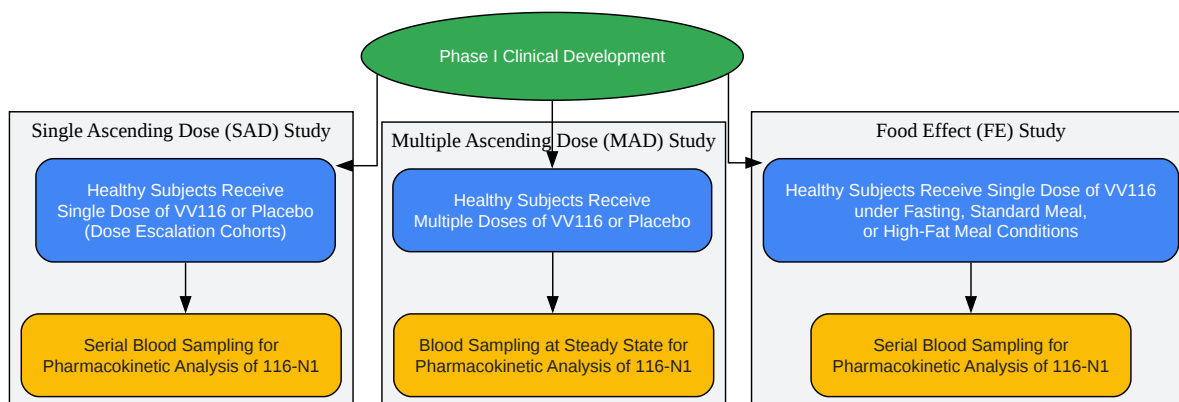 Phase I Clinical Development
Single Ascending Dose (SAD) Study
Healthy Subjects Receive
Single Dose of VV116 or Placebo
(Dose Escalation Cohorts)
Serial Blood Sampling for
Pharmacokinetic Analysis of 116-N1
Multiple Ascending Dose (MAD) Study
Healthy Subjects Receive
Multiple Doses of VV116 or Placebo
Blood Sampling at Steady State for
Pharmacokinetic Analysis of 116-N1
Food Effect (FE) Study
Healthy Subjects Receive Single Dose of VV116
under Fasting, Standard Meal,
or High-Fat Meal Conditions
Serial Blood Sampling for
Pharmacokinetic Analysis of 116-N1